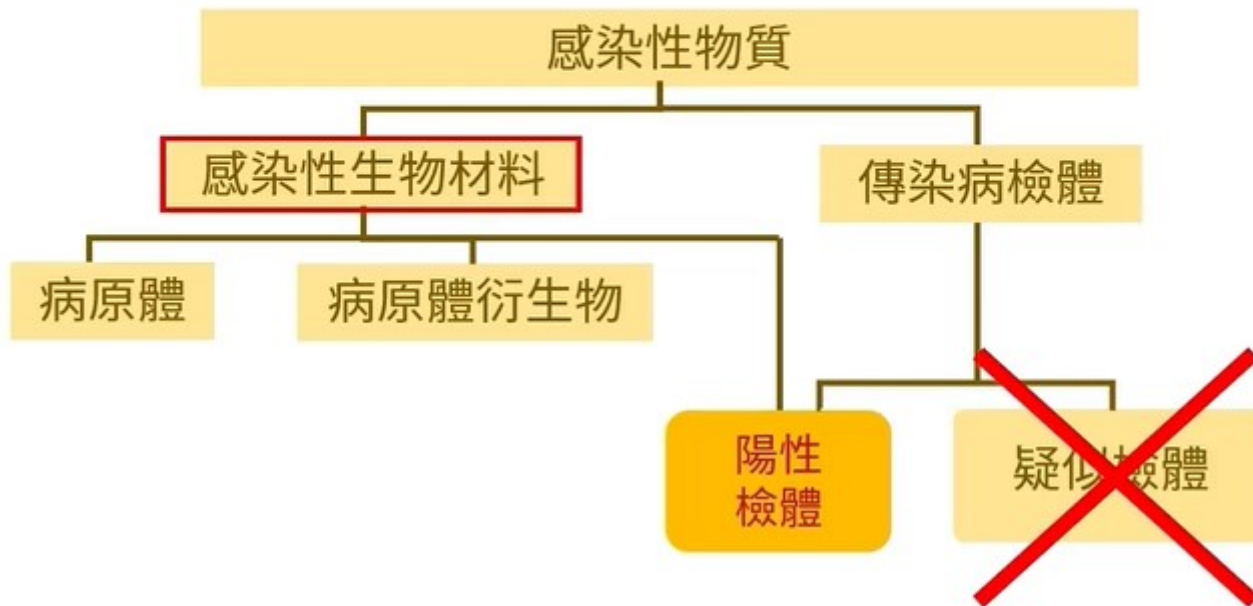 感染性物質
感染性生物材料
傳染病檢體
病原體
病原體衍生物
陽性
檢體
疑似檢體